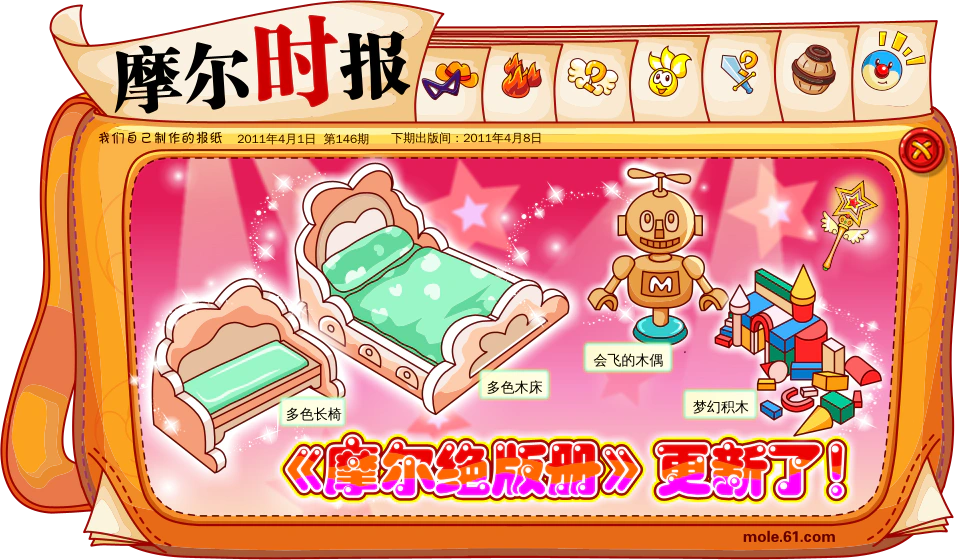 摩尔时报
我们自己制作的报纸 2011年4月1日 第146期 下期出版间：2011年4月8日
会飞的木偶
M
多色木床
梦幻积木
多色长椅
《摩尔绝版册》更新了！
mole.61.com